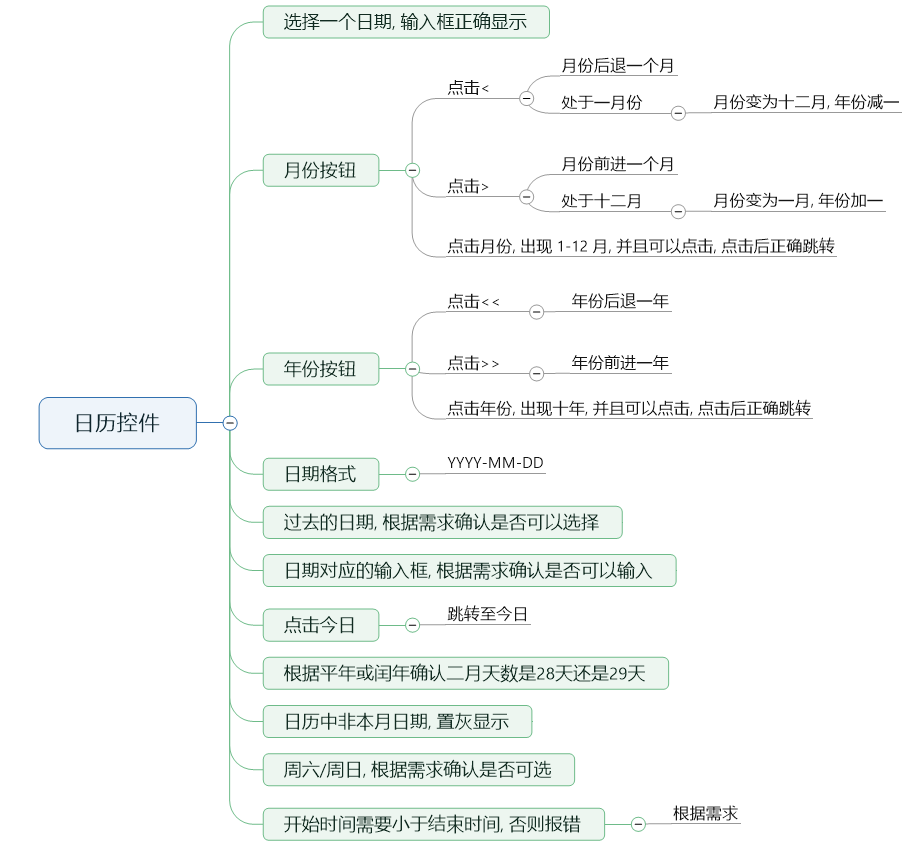 选择一个日期, 输入框正确显示
月份后退一个月
点击<
处于一月份
月份变为十二月, 年份减一
月份前进一个月
月份按钮
点击>
处于十二月
月份变为一月, 年份加一
点击月份, 出现 1-12 月, 并且可以点击, 点击后正确跳转
点击<<
年份后退一年
年份按钮
点击>>
年份前进一年
点击年份, 出现十年, 并且可以点击, 点击后正确跳转
日历控件
日期格式
YYYY-MM-DD
过去的日期, 根据需求确认是否可以选择
日期对应的输入框, 根据需求确认是否可以输入
点击今日
跳转至今日
根据平年或闰年确认二月天数是28天还是29天
日历中非本月日期, 置灰显示
周六/周日, 根据需求确认是否可选
开始时间需要小于结束时间, 否则报错
根据需求